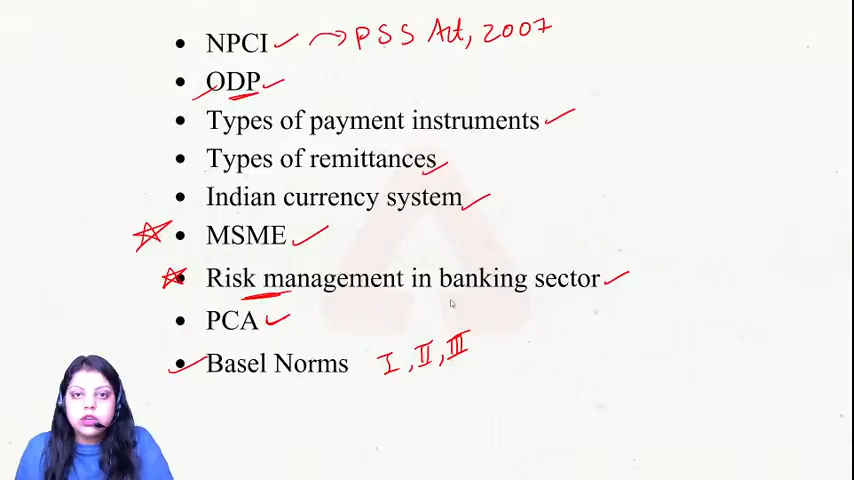 • NPCI → PSS Act, 2007
• ODP
• Types of payment instruments
• Types of remittances
• Indian currency system
• MSME
• Risk management in banking sector
• PCA
• Basel Norms I, II, III